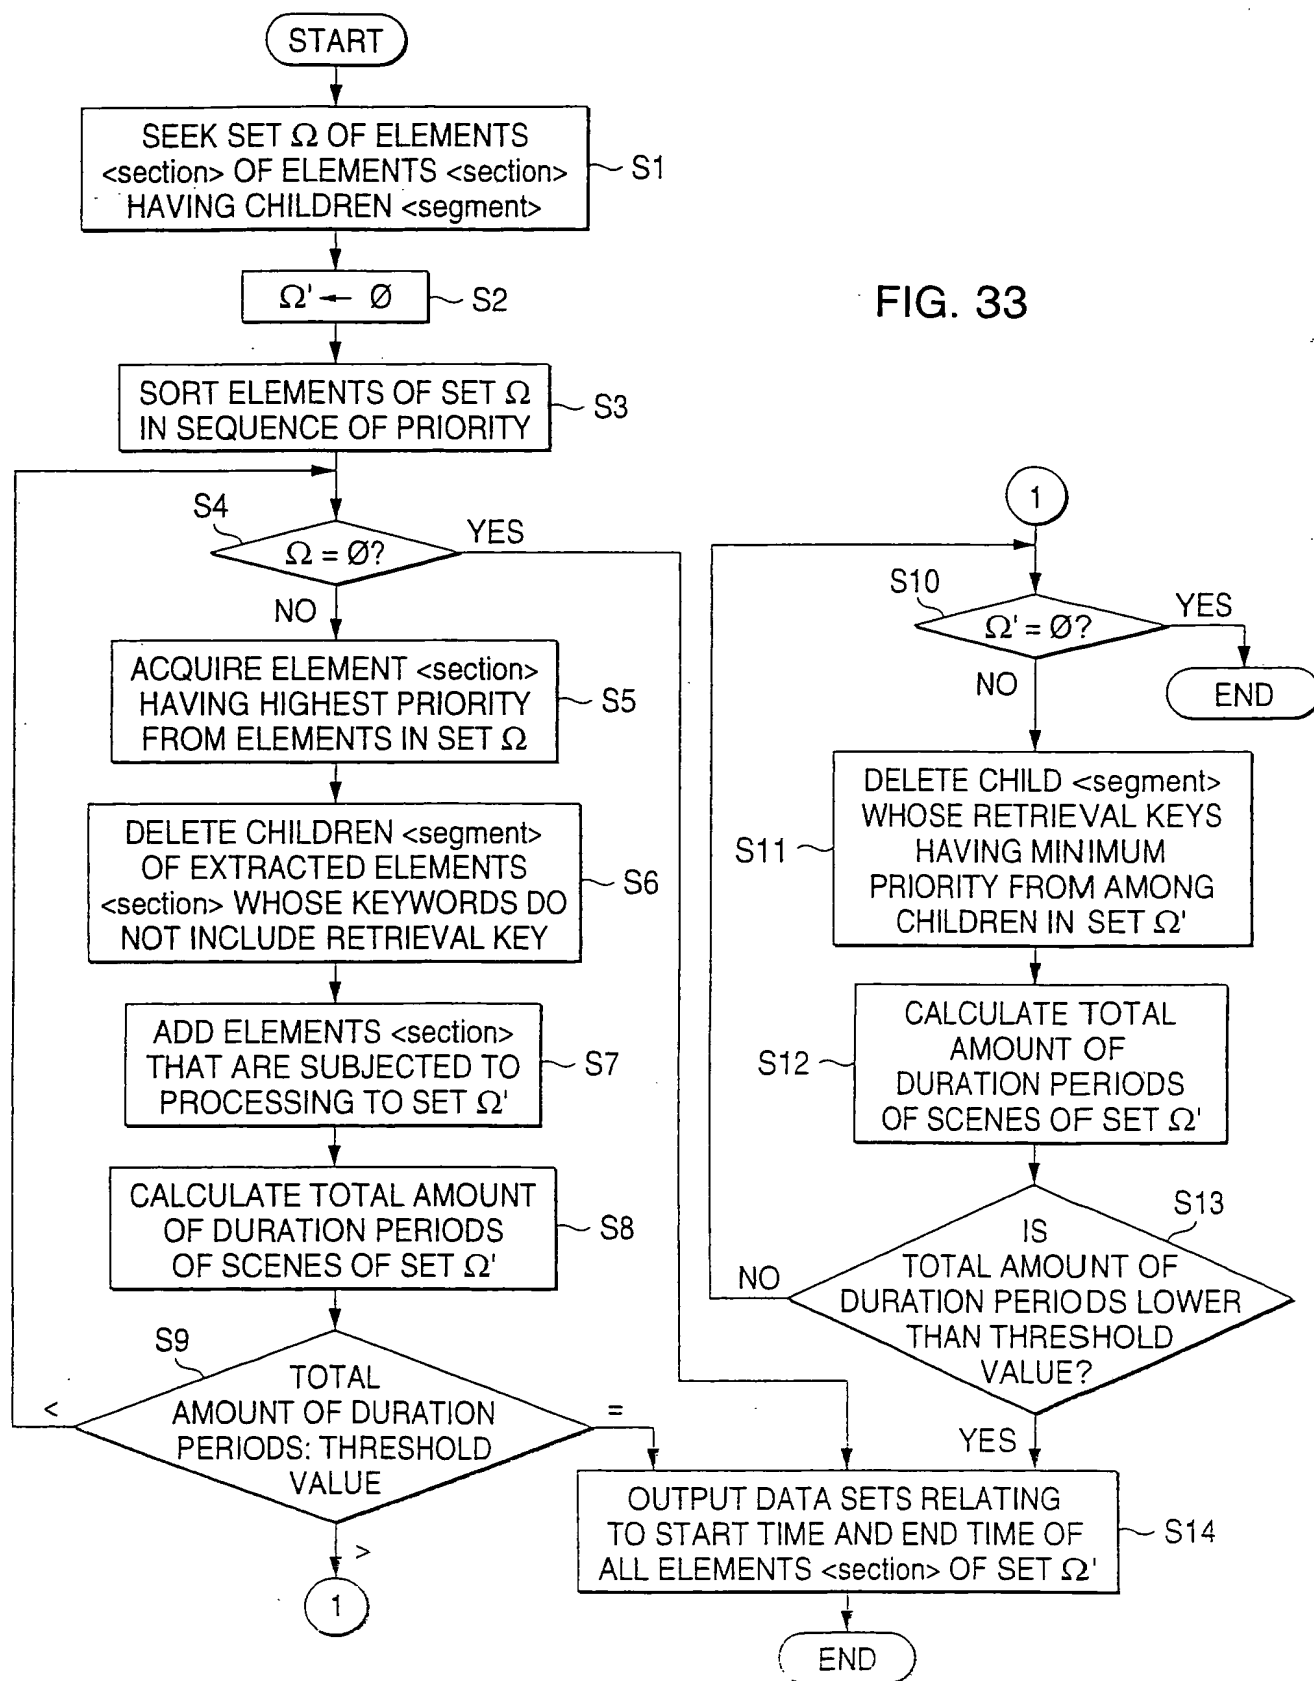 START
SEEK SET Ω OF ELEMENTS
<section> OF ELEMENTS <section>
HAVING CHILDREN <segment>
S1
Ω' ← Ø
S2
FIG. 33
SORT ELEMENTS OF SET Ω
IN SEQUENCE OF PRIORITY
S3
S4
Ω = Ø?
YES
NO
ACQUIRE ELEMENT <section>
HAVING HIGHEST PRIORITY
FROM ELEMENTS IN SET Ω
S5
DELETE CHILDREN <segment>
OF EXTRACTED ELEMENTS
<section> WHOSE KEYWORDS DO
NOT INCLUDE RETRIEVAL KEY
S6
ADD ELEMENTS <section>
THAT ARE SUBJECTED TO
PROCESSING TO SET Ω'
S7
CALCULATE TOTAL AMOUNT
OF DURATION PERIODS
OF SCENES OF SET Ω'
S8
S9
TOTAL
AMOUNT OF DURATION
PERIODS: THRESHOLD
VALUE
<
=
>
1
1
S10
Ω' = Ø?
YES
END
NO
DELETE CHILD <segment>
WHOSE RETRIEVAL KEYS
HAVING MINIMUM
PRIORITY FROM AMONG
CHILDREN IN SET Ω'
S11
CALCULATE TOTAL
AMOUNT OF
DURATION PERIODS
OF SCENES OF SET Ω'
S12
S13
IS
TOTAL AMOUNT OF
DURATION PERIODS LOWER
THAN THRESHOLD
VALUE?
NO
YES
OUTPUT DATA SETS RELATING
TO START TIME AND END TIME OF
ALL ELEMENTS <section> OF SET Ω'
S14
END